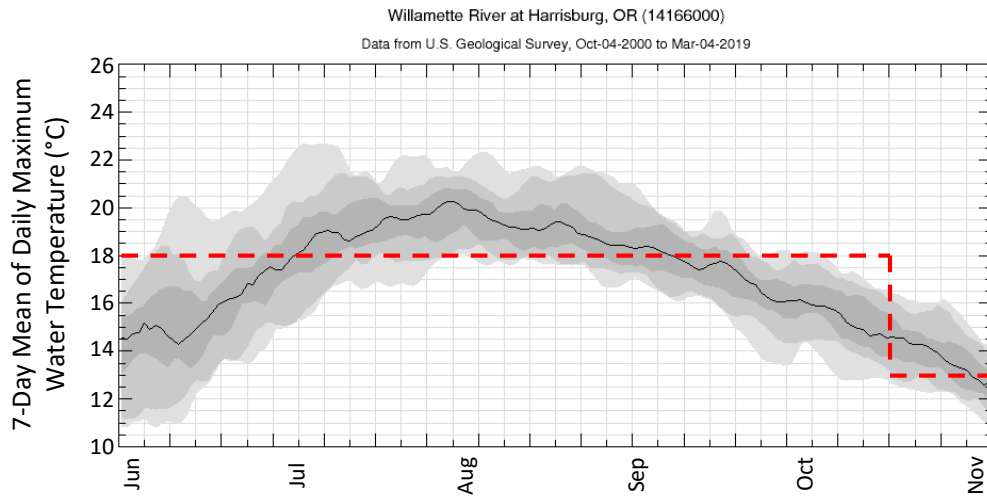 Willamette River at Harrisburg, OR (14166000)
Data from U.S. Geological Survey, Oct-04-2000 to Mar-04-2019
7-Day Mean of Daily Maximum
Water Temperature (°C)
26
24
22
20
18
16
14
12
10
Jun
Jul
Aug
Sep
Oct
Nov